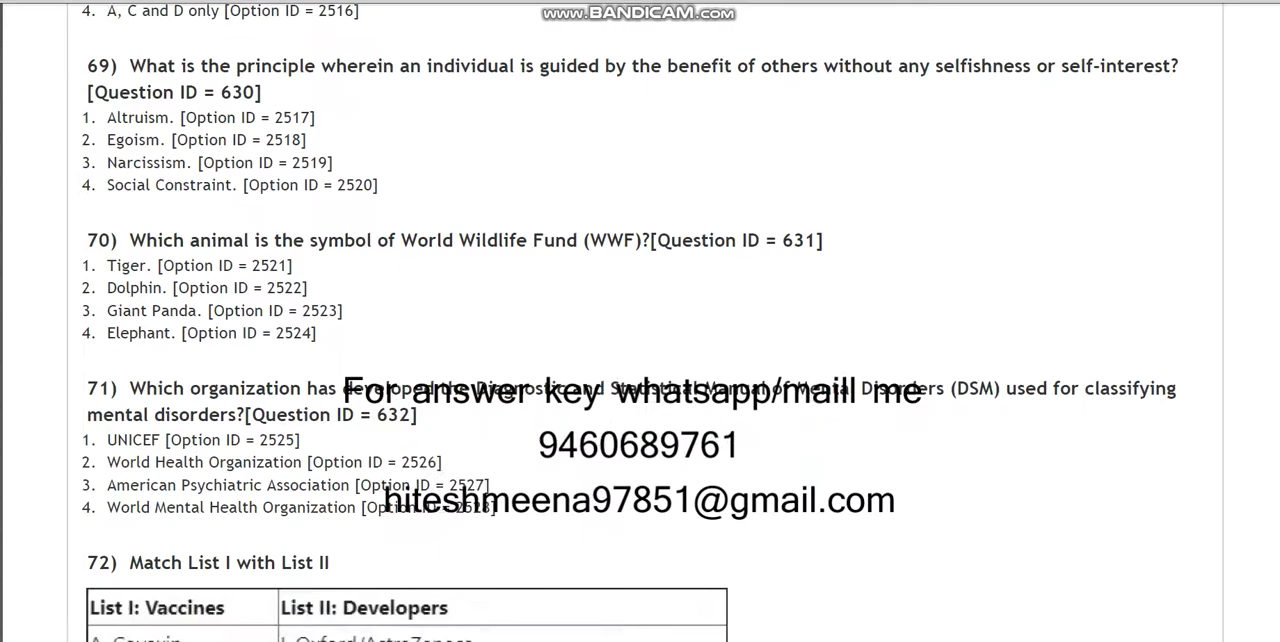 4. A, C and D only [Option ID = 2516]
www.BANDICAM.com
69) What is the principle wherein an individual is guided by the benefit of others without any selfishness or self-interest?
[Question ID = 630]
1. Altruism. [Option ID = 2517]
2. Egoism. [Option ID = 2518]
3. Narcissism. [Option ID = 2519]
4. Social Constraint. [Option ID = 2520]
70) Which animal is the symbol of World Wildlife Fund (WWF)?[Question ID = 631]
1. Tiger. [Option ID = 2521]
2. Dolphin. [Option ID = 2522]
3. Giant Panda. [Option ID = 2523]
4. Elephant. [Option ID = 2524]
71) Which organization has developed the Diagnostic and Statistical Manual of Mental Disorders (DSM) used for classifying
For answer key whatsapp/maill me
mental disorders?[Question ID = 632]
1. UNICEF [Option ID = 2525]
9460689761
2. World Health Organization [Option ID = 2526]
3. American Psychiatric Association [Option ID = 2527]
hiteshmeena97851@gmail.com
4. World Mental Health Organization [Option ID = 2528]
72) Match List I with List II
List I: Vaccines List II: Developers
A. Covaxin I. Oxford/AstraZeneca